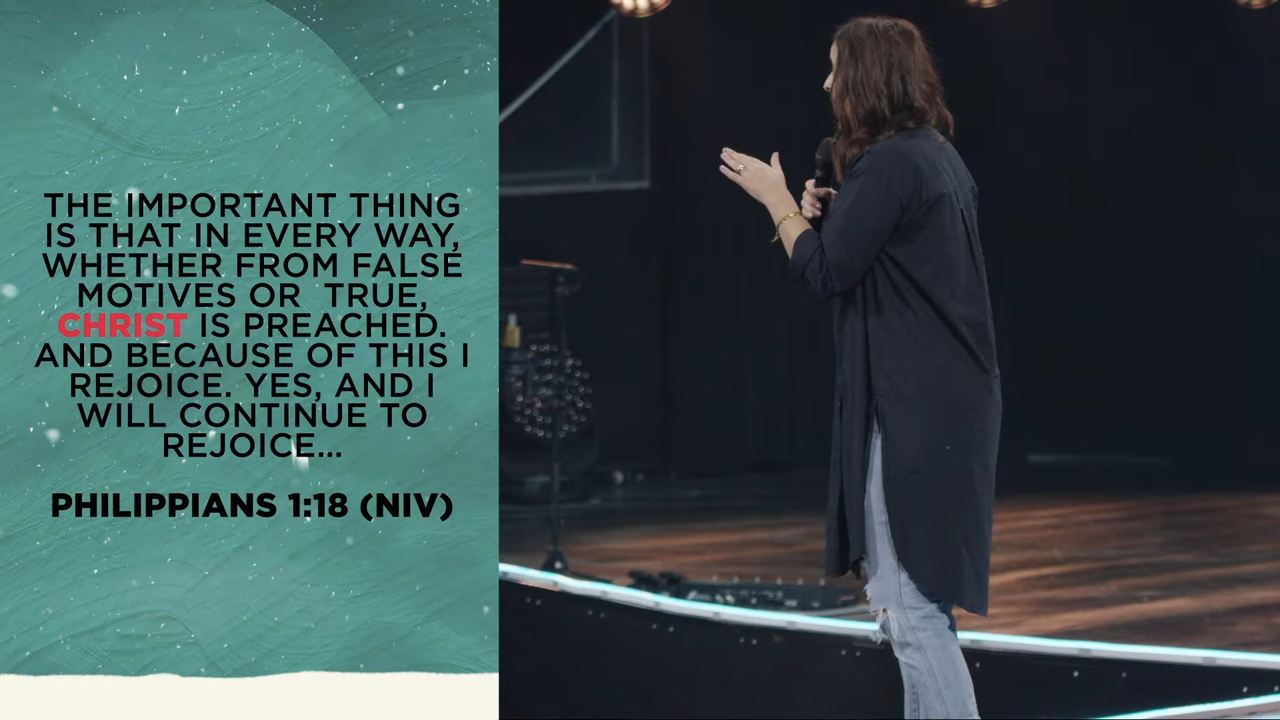 THE IMPORTANT THING
IS THAT IN EVERY WAY,
WHETHER FROM FALSE
MOTIVES OR  TRUE,
CHRIST IS PREACHED.
AND BECAUSE OF THIS I
REJOICE. YES, AND I
WILL CONTINUE TO
REJOICE...
PHILIPPIANS 1:18 (NIV)